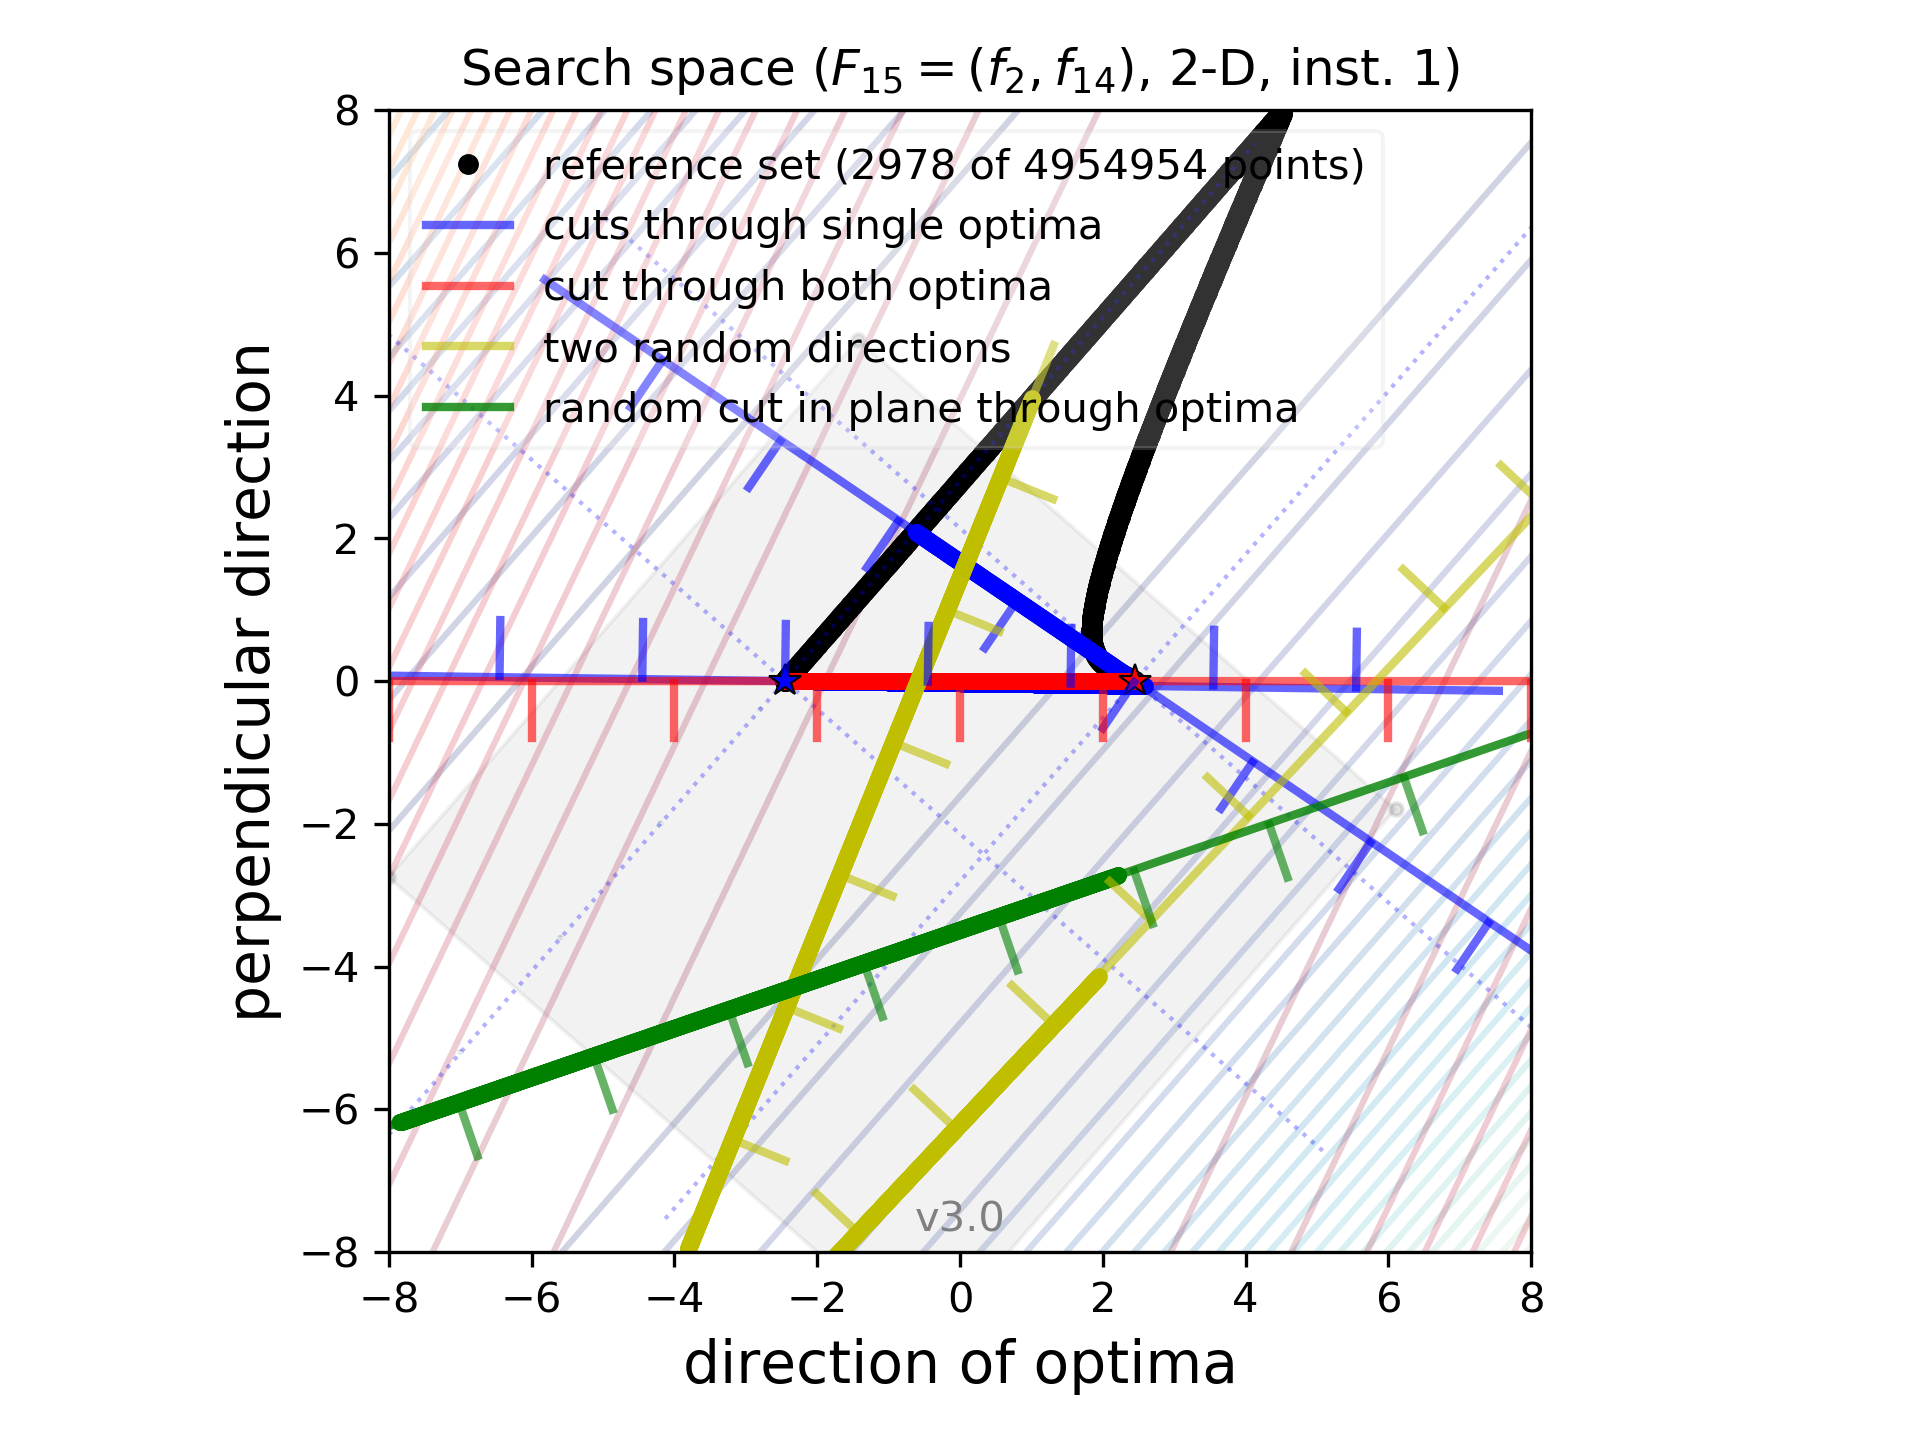 Search space (F15 = (f2, f14), 2-D, inst. 1)
reference set (2978 of 4954954 points)
cuts through single optima
cut through both optima
two random directions
random cut in plane through optima
8
6
4
2
0
−2
−4
−6
−8
perpendicular direction
v3.0
−8 −6 −4 −2 0 2 4 6 8
direction of optima